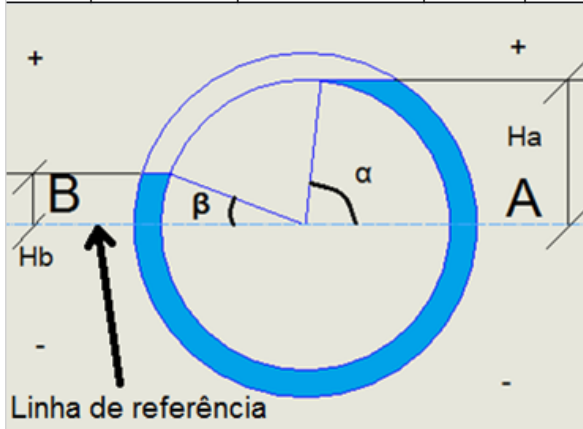 +
+
Ha
α
B
β
A
Hb
-
-
Linha de referência